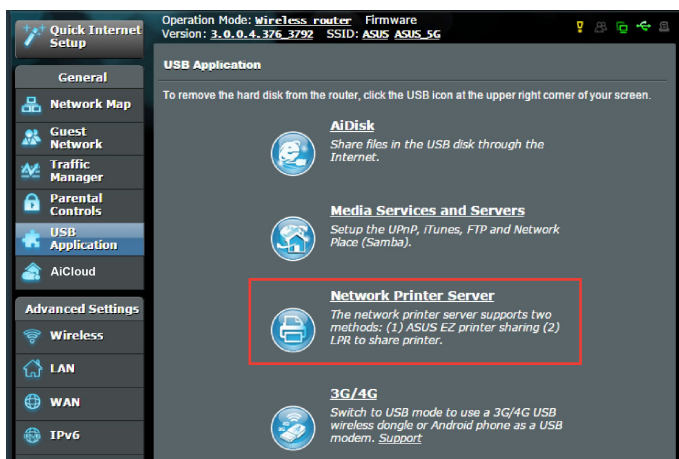 Quick Internet
Setup
Operation Mode: Wireless router Firmware
Version: 3.0.0.4.376_3792 SSID: ASUS ASUS_5G
General
Network Map
Guest
Network
Traffic
Manager
Parental
Controls
USB
Application
AiCloud
Advanced Settings
Wireless
LAN
WAN
IPv6
USB Application
To remove the hard disk from the router, click the USB icon at the upper right corner of your screen.
AiDisk
Share files in the USB disk through the
Internet.
Media Services and Servers
Setup the UPnP, iTunes, FTP and Network
Place (Samba).
Network Printer Server
The network printer server supports two
methods: (1) ASUS EZ printer sharing (2)
LPR to share printer.
3G/4G
Switch to USB mode to use a 3G/4G USB
wireless dongle or Android phone as a USB
modem. Support